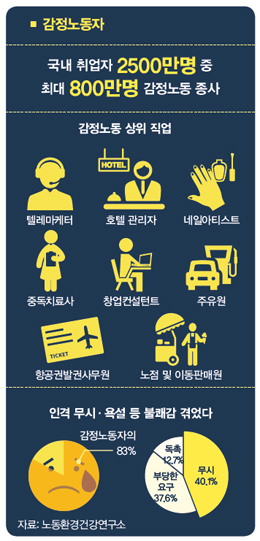 ■ 감정노동자
국내 취업자 2500만명 중
최대 800만명 감정노동 종사
감정노동 상위 직업
HOTEL
텔레마케터 호텔 관리자 네일아티스트
중독치료사 창업컨설턴트 주유원
TICKET
항공권발권사무원 노점 및 이동판매원
인격 무시·욕설 등 불쾌감 겪었다
감정노동자의
83%
독촉
12.7%
무시
40.1%
부당한
요구
37.6%
자료: 노동환경건강연구소